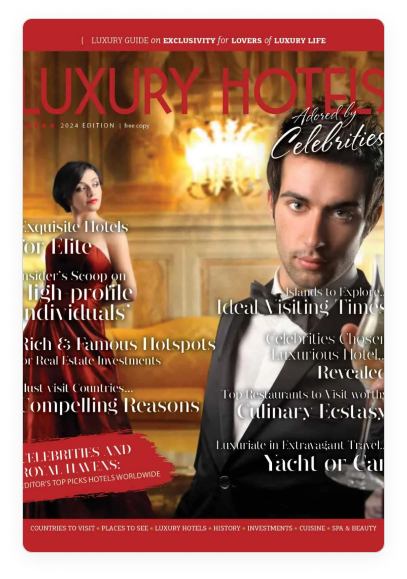 | LUXURY GUIDE on EXCLUSIVITY for LOVERS of LUXURY LIFE
LUXURY HOTELS
Adored by
Celebrities
2024 EDITION | free copy
Exquisite Hotels
for Elite
Insider's Scoop on
High-profile
Individuals'
Rich & Famous Hotspots
or Real Estate Investments
Must visit Countries...
Compelling Reasons
CELEBRITIES AND
ROYAL HAVENS:
EDITOR'S TOP PICKS HOTELS WORLDWIDE
Islands to Explore..
Ideal Visiting Times
Celebrities Chosen
Luxurious Hotel..
Revealed
Top Restaurants to Visit worth
Culinary Ecstasy
Luxuriate in Extravagant Travel..
Yacht or Car
COUNTRIES TO VISIT + PLACES TO SEE + LUXURY HOTELS + HISTORY + INVESTMENTS + CUISINE + SPA & BEAUTY